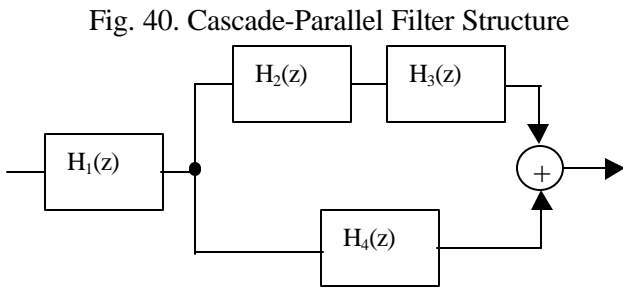 Fig. 40. Cascade-Parallel Filter Structure
H₂(z)
H₃(z)
H₁(z)
+
H₄(z)